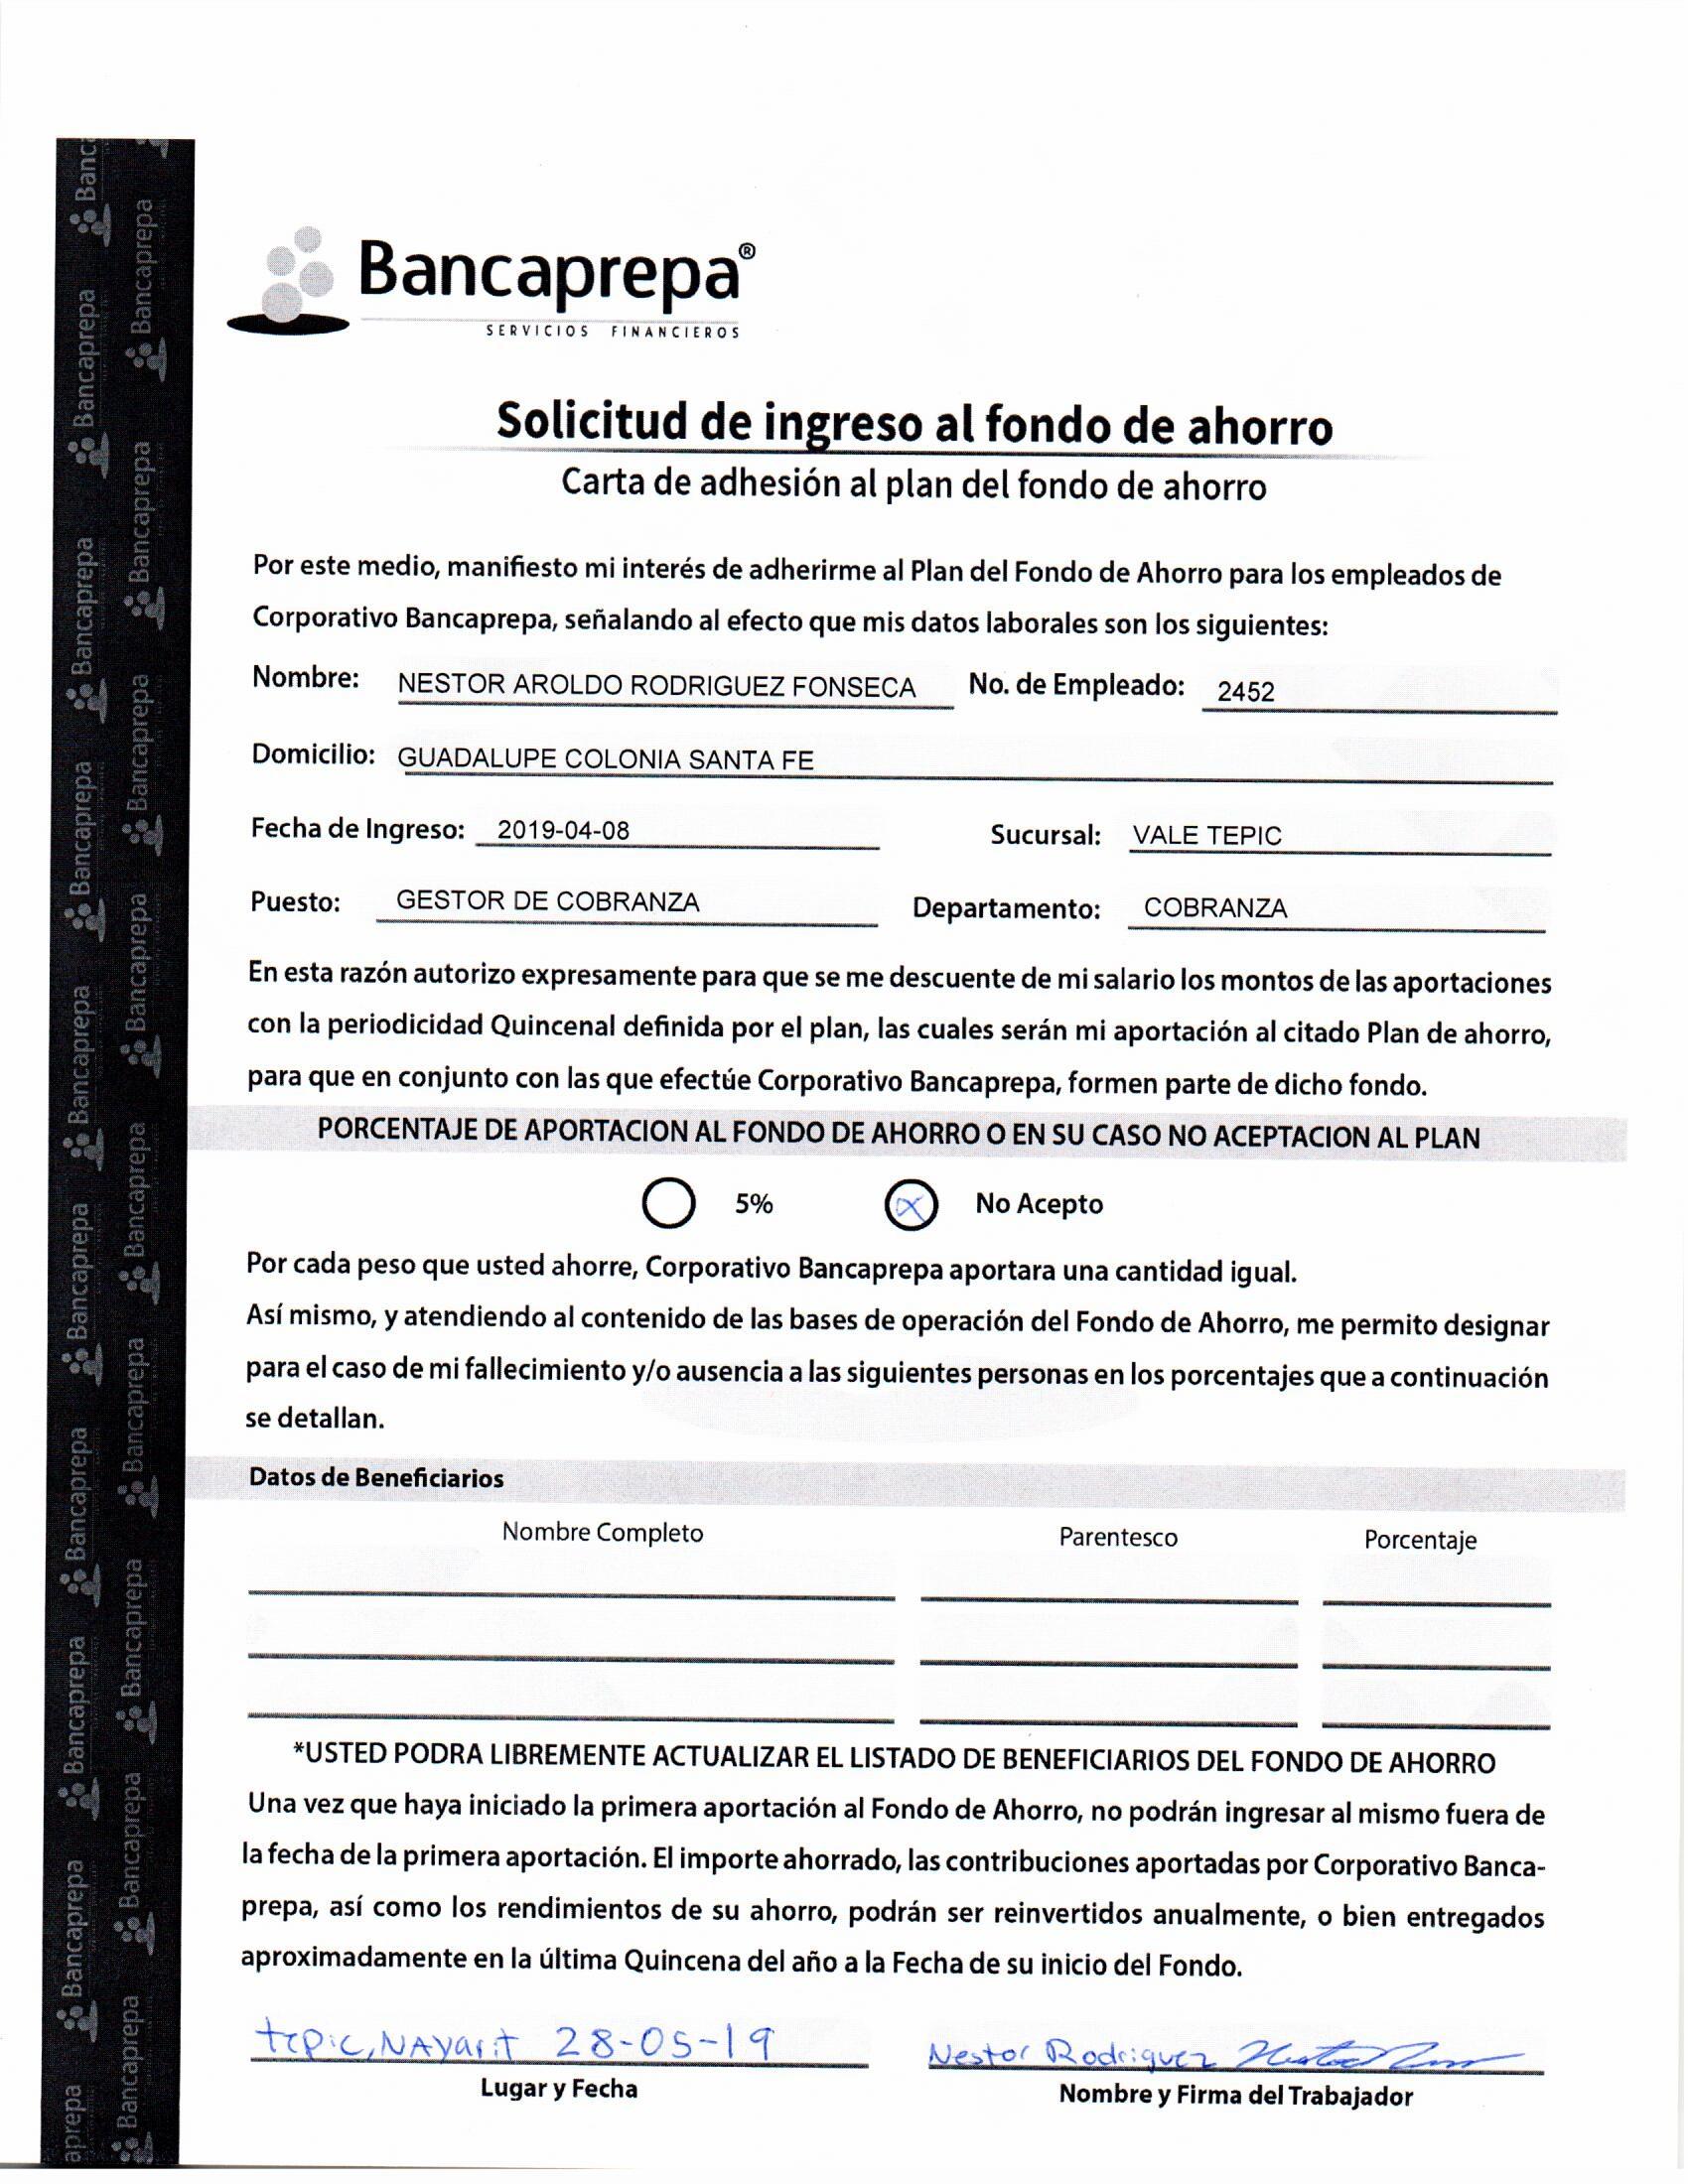 Bancaprepa®
SERVICIOS FINANCIEROS
Solicitud de ingreso al fondo de ahorro
Carta de adhesión al plan del fondo de ahorro
Por este medo, manifiesto mi interés de adherirme al Plan del Fondo de Ahorro para los empleados de
Corporativo Bancaprepa, señalando al efecto que mis datos laborales son los siguientes:
Nombre: NESTOR AROLDO RODRIGUEZ FONSECA No. de Empleado: 2452
Domicilio: GUADALUPE COLONIA SANTA FE
Fecha de Ingreso: 2019-04-08 Sucursal: VALE TEPIC
Puesto: GESTOR DE COBRANZA Departamento: COBRANZA
En esta razón autorizo expresamente para que se me descuente de mi salario los montos de las aportaciones
con la periodicidad Quincenal definida por el plan, las cuales serán mi aportación al citado Plan de ahorro,
para que en conjunto con las que efectúe Corporativo Bancaprepa, formen parte de dicho fondo.
PORCENTAJE DE APORTACION AL FONDO DE AHORRO O EN SU CASO NO ACEPTACION AL PLAN
5% X No Acepto
Por cada peso que usted ahorre, Corporativo Bancaprepa aportara una cantidad igual.
Así mismo, y atendiendo al contenido de las bases de operación del Fondo de Ahorro, me permito designar
para el caso de mi fallecimiento y/o ausencia a las siguientes personas en los porcentajes que a continuación
se detallan.
Datos de Beneficiarios
Nombre Completo Parentesco Porcentaje
*USTED PODRA LIBREMENTE ACTUALIZAR EL LISTADO DE BENEFICIARIOS DEL FONDO DE AHORRO
Una vez que haya iniciado la primera aportación al Fondo de Ahorro, no podrán ingresar al mismo fuera de
la fecha de la primera aportación. El importe ahorrado, las contribuciones aportadas por Corporativo Banca-
prepa, así como los rendimientos de su ahorro, podrán ser reinvertidos anualmente, o bien entregados
aproximadamente en la última Quincena del año a la Fecha de su inicio del Fondo.
tepic, NAyarit 28-05-19 Nestor Rodriguez
Lugar y Fecha Nombre y Firma del Trabajador